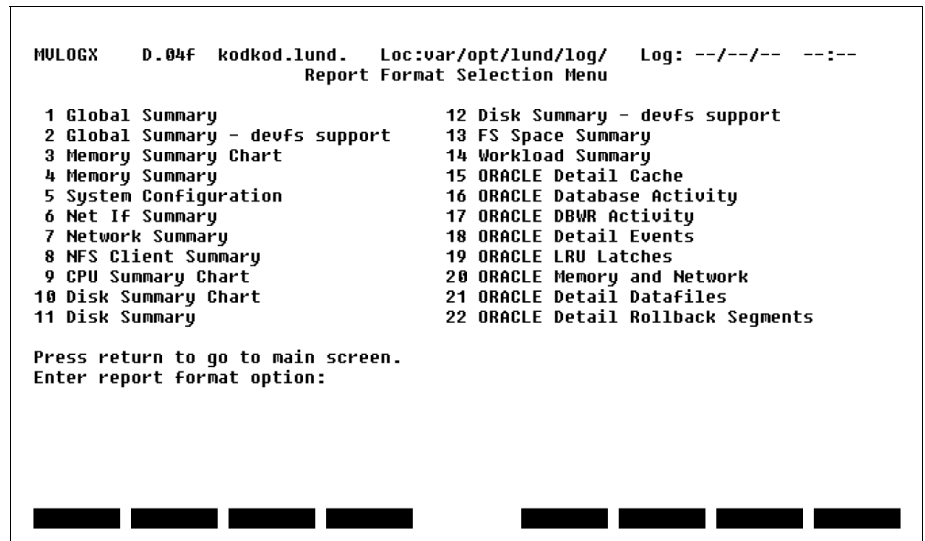 MVLOGX D.04f kodkod.lund. Loc:var/opt/lund/log/ Log: --/--/-- --:--
Report Format Selection Menu
1 Global Summary 12 Disk Summary - devfs support
2 Global Summary - devfs support 13 FS Space Summary
3 Memory Summary Chart 14 Workload Summary
4 Memory Summary 15 ORACLE Detail Cache
5 System Configuration 16 ORACLE Database Activity
6 Net If Summary 17 ORACLE DBWR Activity
7 Network Summary 18 ORACLE Detail Events
8 NFS Client Summary 19 ORACLE LRU Latches
9 CPU Summary Chart 20 ORACLE Memory and Network
10 Disk Summary Chart 21 ORACLE Detail Datafiles
11 Disk Summary 22 ORACLE Detail Rollback Segments
Press return to go to main screen.
Enter report format option: